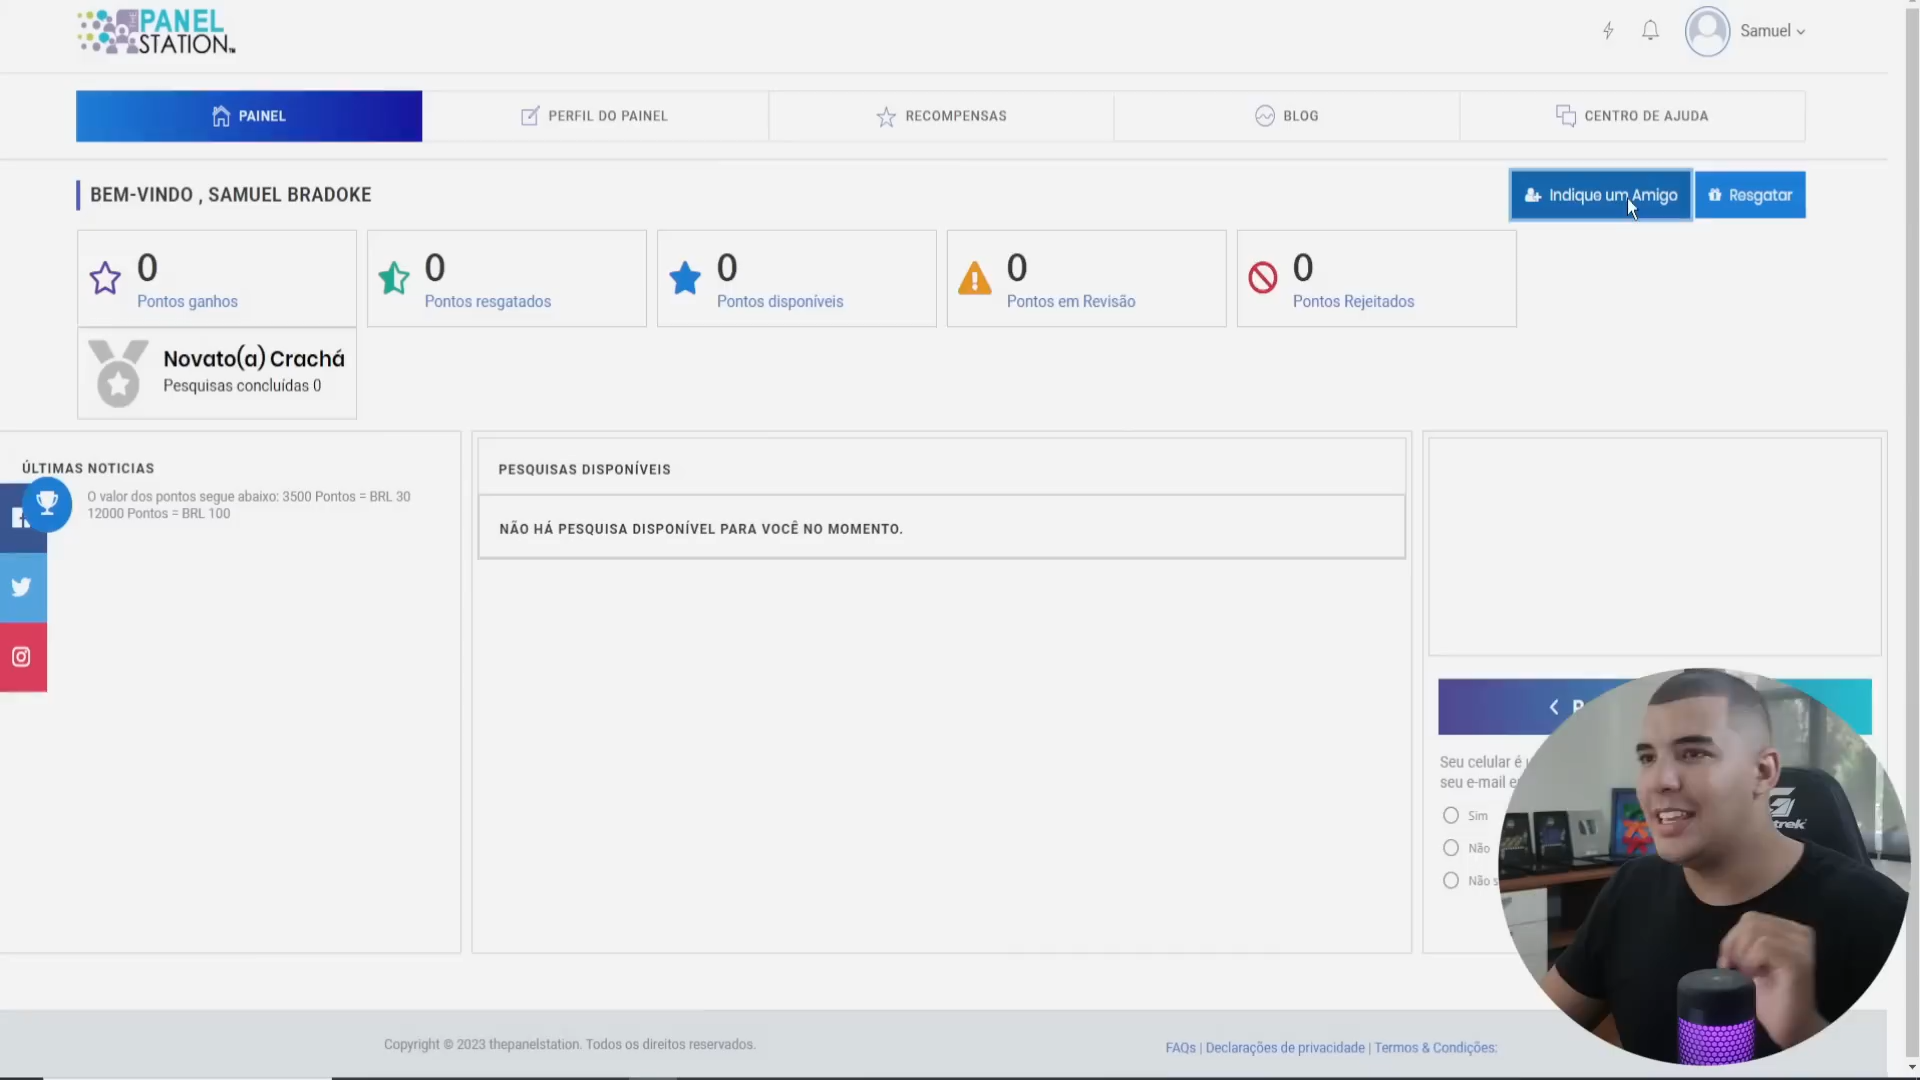 PANEL
STATION™
Samuel
PAINEL
PERFIL DO PAINEL
RECOMPENSAS
BLOG
CENTRO DE AJUDA
BEM-VINDO , SAMUEL BRADOKE
Indique um Amigo
Resgatar
0
Pontos ganhos
0
Pontos resgatados
0
Pontos disponíveis
0
Pontos em Revisão
0
Pontos Rejeitados
Novato(a) Crachá
Pesquisas concluídas 0
ÚLTIMAS NOTICIAS
O valor dos pontos segue abaixo: 3500 Pontos = BRL 30
12000 Pontos = BRL 100
PESQUISAS DISPONÍVEIS
NÃO HÁ PESQUISA DISPONÍVEL PARA VOCÊ NO MOMENTO.
Seu celular é
seu e-mail
Sim
Não
Não
Copyright © 2023 thepanelstation. Todos os direitos reservados.
FAQs | Declarações de privacidade | Termos & Condições: